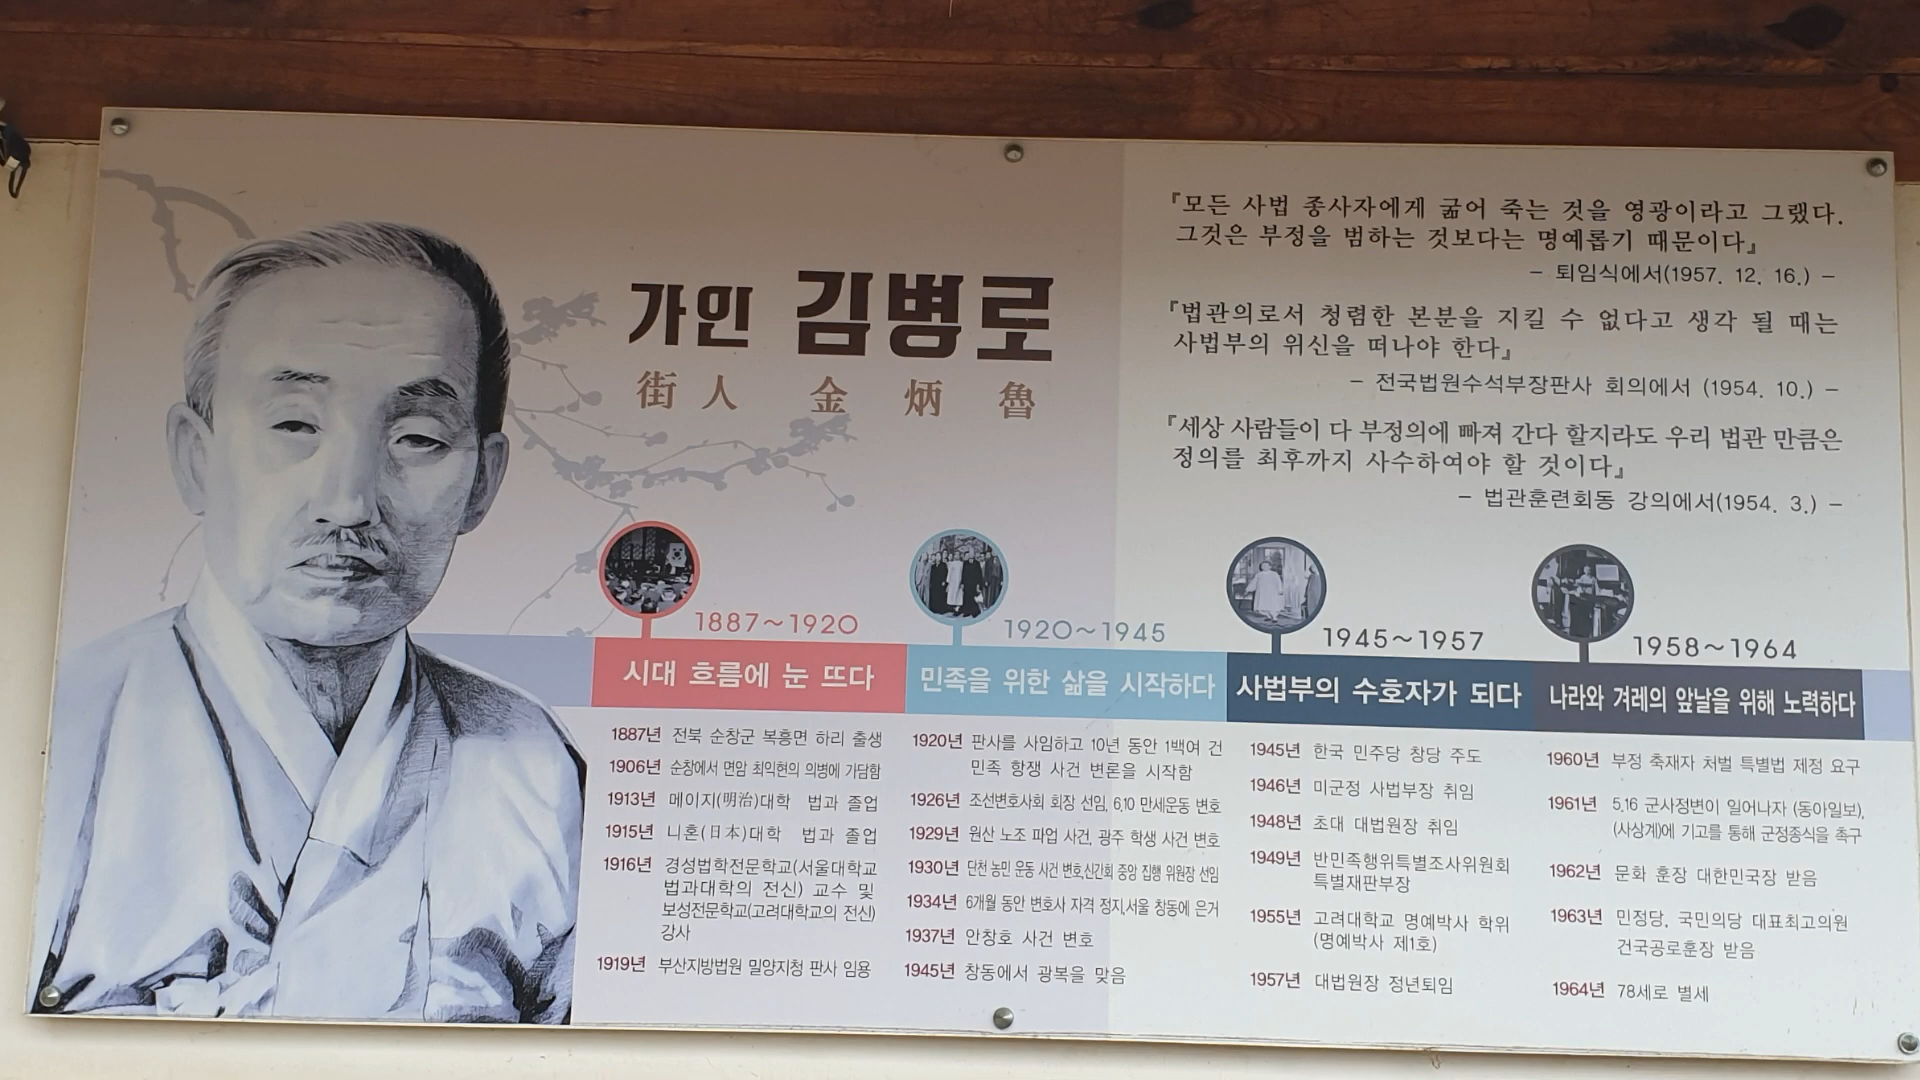 가인 김병로
街人 金炳魯
『모든 사법 종사자에게 굶어 죽는 것을 영광이라고 그랬다.
그것은 부정을 범하는 것보다는 명예롭기 때문이다』
- 퇴임식에서(1957. 12. 16.) -
『법관의로서 청렴한 본분을 지킬 수 없다고 생각 될 때는
사법부의 위신을 떠나야 한다』
- 전국법원수석부장판사 회의에서 (1954. 10.) -
『세상 사람들이 다 부정의에 빠져 간다 할지라도 우리 법관 만큼은
정의를 최후까지 사수하여야 할 것이다』
- 법관훈련회동 강의에서(1954. 3.) -
1887~1920
시대 흐름에 눈 뜨다
1887년 전북 순창군 복흥면 하리 출생
1906년 순창에서 면암 최익현의 의병에 가담함
1913년 메이지(明治)대학 법과 졸업
1915년 니혼(日本)대학 법과 졸업
1916년 경성법학전문학교(서울대학교
법과대학의 전신) 교수 및
보성전문학교(고려대학교의 전신)
강사
1919년 부산지방법원 밀양지청 판사 임용
1920~1945
민족을 위한 삶을 시작하다
1920년 판사를 사임하고 10년 동안 1백여 건
민족 항쟁 사건 변론을 시작함
1926년 조선변호사회 회장 선임, 6.10 만세운동 변호
1929년 원산 노조 파업 사건, 광주 학생 사건 변호
1930년 단천 농민 운동 사건 변호,신간회 중앙 집행 위원장 선임
1934년 6개월 동안 변호사 자격 정지,서울 창동에 은거
1937년 안창호 사건 변호
1945년 창동에서 광복을 맞음
1945~1957
사법부의 수호자가 되다
1945년 한국 민주당 창당 주도
1946년 미군정 사법부장 취임
1948년 초대 대법원장 취임
1949년 반민족행위특별조사위원회
특별재판부장
1955년 고려대학교 명예박사 학위
(명예박사 제1호)
1957년 대법원장 정년퇴임
1958~1964
나라와 겨레의 앞날을 위해 노력하다
1960년 부정 축재자 처벌 특별법 제정 요구
1961년 5.16 군사정변이 일어나자 (동아일보),
(사상계)에 기고를 통해 군정종식을 촉구
1962년 문화 훈장 대한민국장 받음
1963년 민정당, 국민의당 대표최고의원
건국공로훈장 받음
1964년 78세로 별세